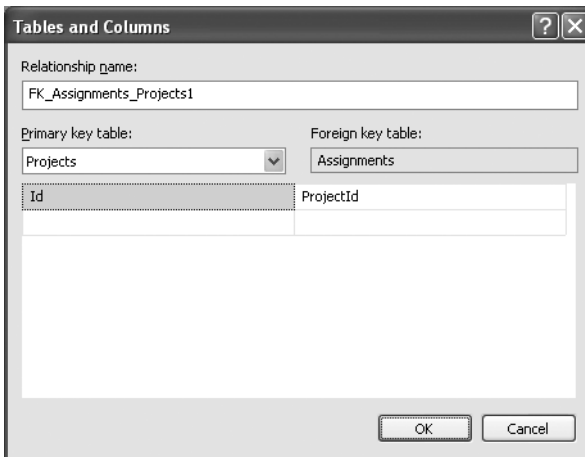 Tables and Columns
Relationship name:
FK_Assignments_Projects1
Primary key table:
Foreign key table:
Projects
Assignments
Id
ProjectId
OK
Cancel